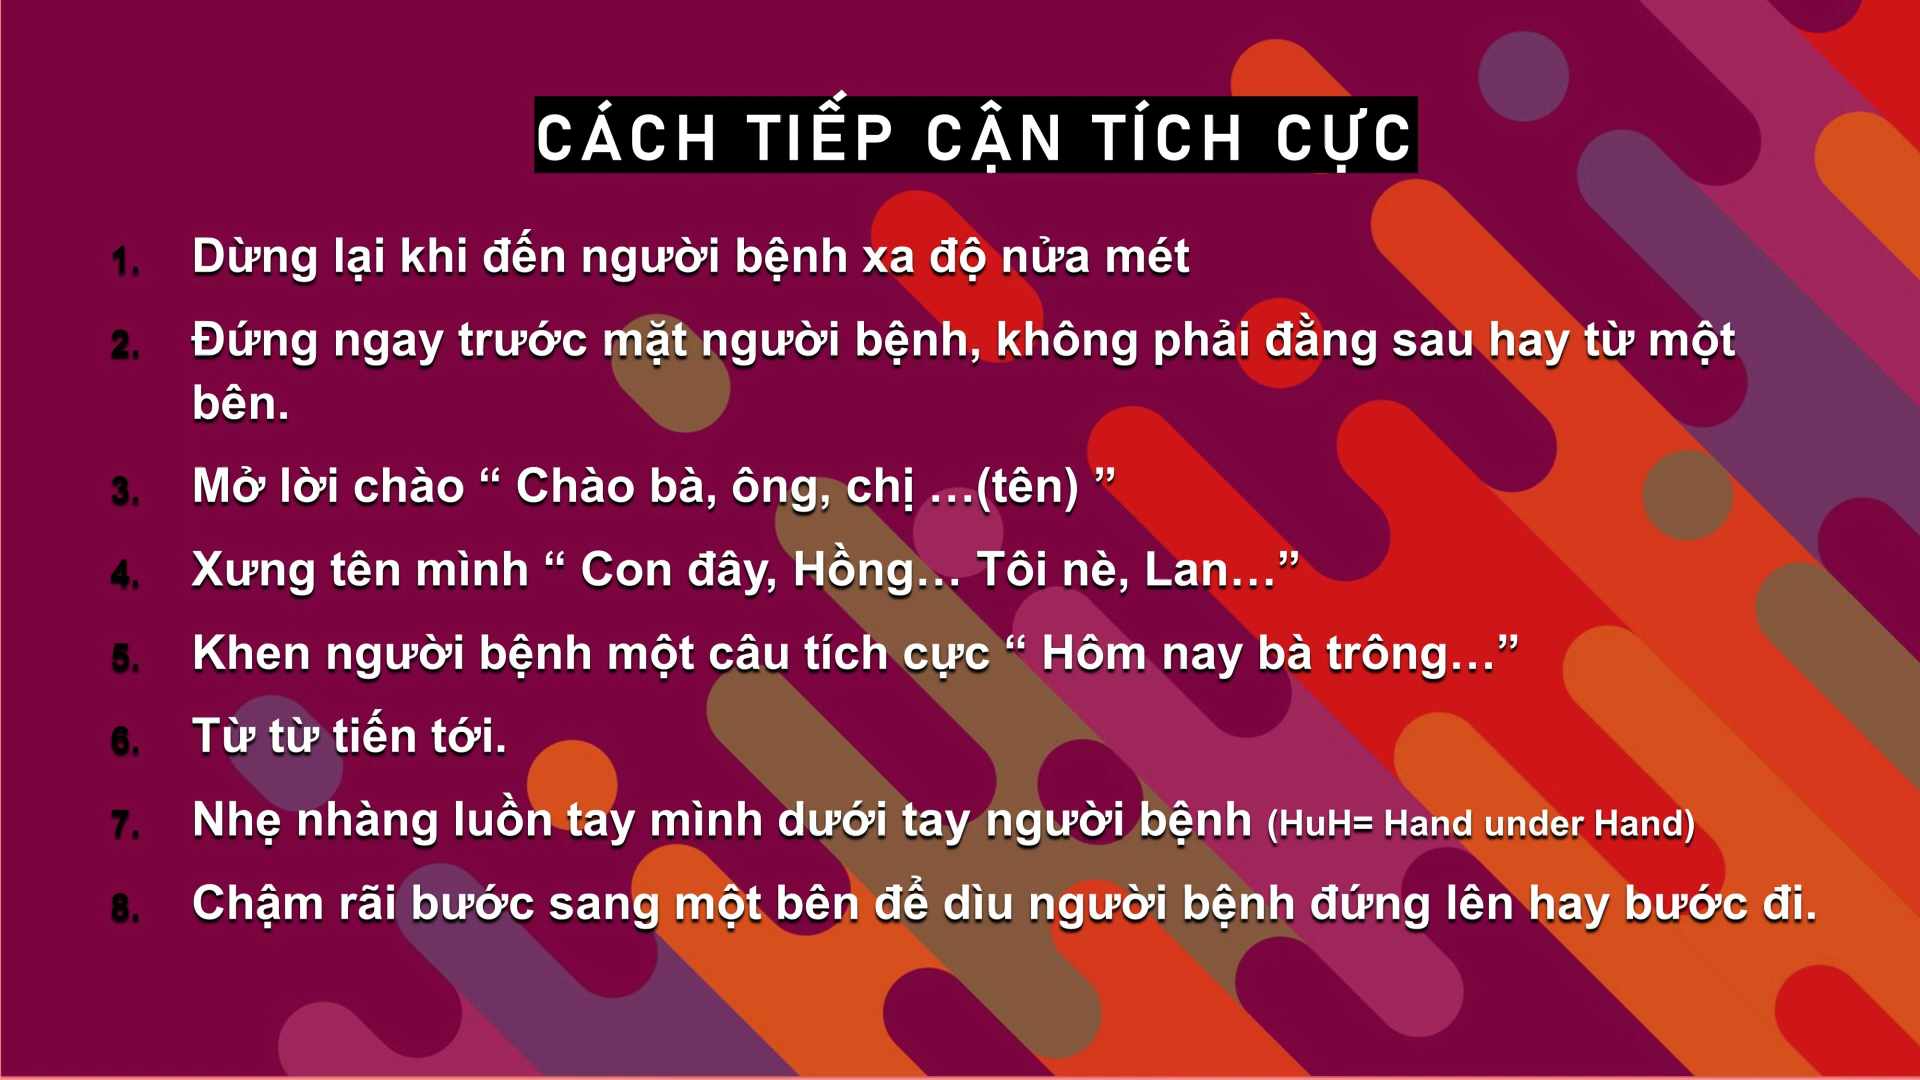 CÁCH TIẾP CẬN TÍCH CỰC
1. Dừng lại khi đến người bệnh xa độ nửa mét
2. Đứng ngay trước mặt người bệnh, không phải đằng sau hay từ một
bên.
3. Mở lời chào “ Chào bà, ông, chị …(tên) ”
4. Xưng tên mình “ Con đây, Hồng… Tôi nè, Lan…”
5. Khen người bệnh một câu tích cực “ Hôm nay bà trông…”
6. Từ từ tiến tới.
7. Nhẹ nhàng luồn tay mình dưới tay người bệnh (HuH= Hand under Hand)
8. Chậm rãi bước sang một bên để dìu người bệnh đứng lên hay bước đi.